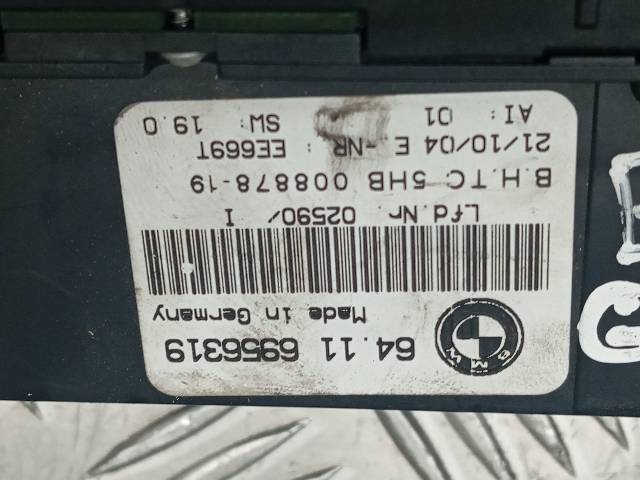 BMW
64.11 6956319
Made in Germany
Lfd.Nr. 02590/ I
B.H.TC 5HB 008878-19
21/10/04 E.-NR : EE669T
AI: 01 SW: 19.0